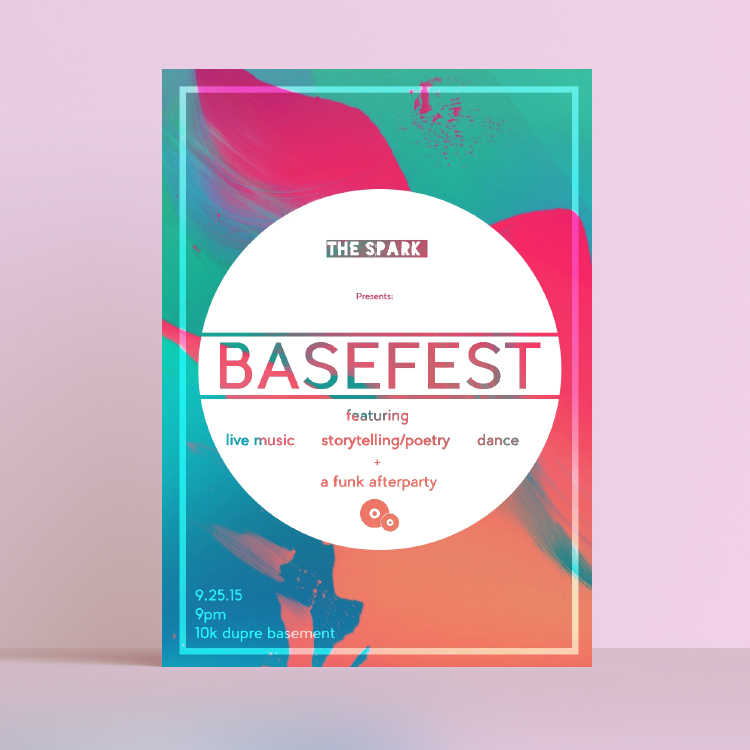 THE SPARK
Presents:
BASEFEST
featuring
live music storytelling/poetry dance
+
a funk afterparty
9.25.15
9pm
10k dupre basement